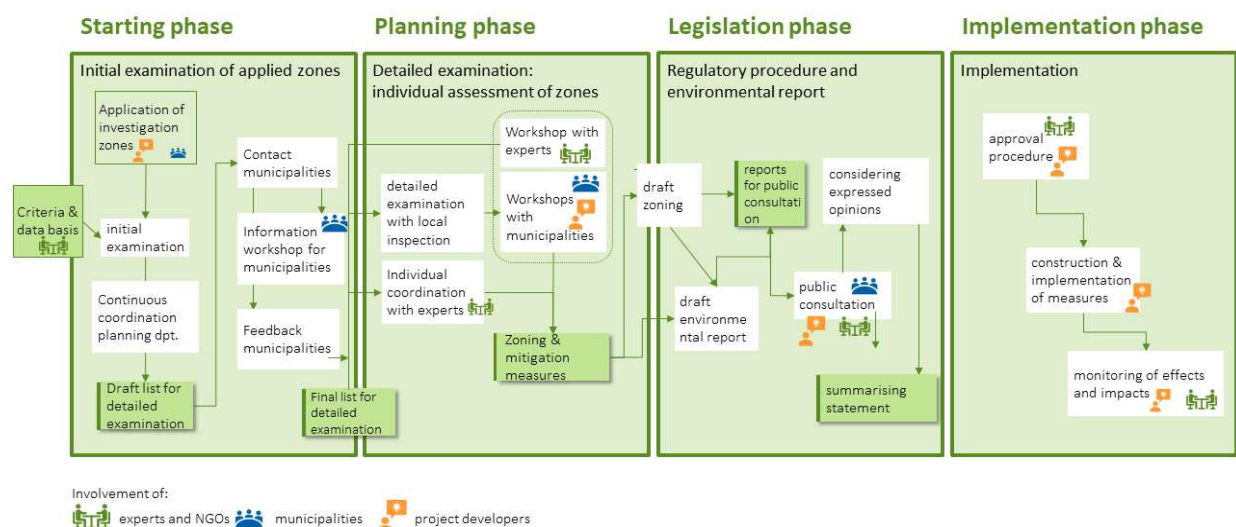 Starting phase
Planning phase
Legislation phase
Implementation phase
Initial examination of applied zones
Application of
investigation
zones
Criteria &
data basis
initial
examination
Continuous
coordination
planning dpt.
Draft list for
detailed
examination
Contact
municipalities
Information
workshop for
municipalities
Feedback
municipalities
Final list for
detailed
examination
Detailed examination:
individual assessment of zones
Workshop with
experts
detailed
examination
with local
inspection
Workshops
with
municipalities
Individual
coordination
with experts
Zoning &
mitigation
measures
Regulatory procedure and
environmental report
draft
zoning
reports
for public
consultati
on
considering
expressed
opinions
draft
environme
ntal report
public
consultation
summarising
statement
Implementation
approval
procedure
construction &
implementation
of measures
monitoring of effects
and impacts
Involvement of:
experts and NGOs
municipalities
project developers